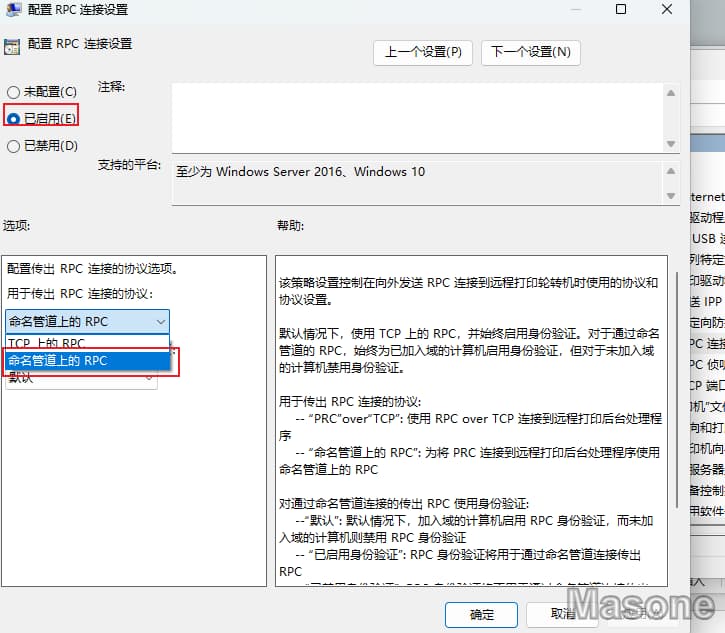 配置 RPC 连接设置
配置 RPC 连接设置
上一个设置(P)
下一个设置(N)
未配置(C)
注释:
已启用(E)
已禁用(D)
支持的平台:
至少为 Windows Server 2016、Windows 10
选项:
帮助:
配置传出 RPC 连接的协议选项。
用于传出 RPC 连接的协议:
命名管道上的 RPC
TCP 上的 RPC
命名管道上的 RPC
默认
该策略设置控制在向外发送 RPC 连接到远程打印轮转机时使用的协议和
协议设置。
默认情况下，使用 TCP 上的 RPC，并始终启用身份验证。对于通过命名
管道的 RPC，始终为已加入域的计算机启用身份验证，但对于未加入域
的计算机禁用身份验证。
用于传出 RPC 连接的协议:
-- “PRC”over“TCP”: 使用 RPC over TCP 连接到远程打印后台处理程
序
-- “命名管道上的 RPC”: 为将 PRC 连接到远程打印后台处理程序使用
命名管道上的 RPC
对通过命名管道连接的传出 RPC 使用身份验证:
--“默认”: 默认情况下，加入域的计算机启用 RPC 身份验证，而未加
入域的计算机则禁用 RPC 身份验证
-- “已启用身份验证”: RPC 身份验证将用于通过命名管道连接传出
RPC
确定
取消
Masone
ternet
驱动程
USB 连
列特定
印驱动
送 IPP
定向防
PC 连接
PC 侦听
CP 端口
机“文件
向和打
印机向
服务器
备控制
用软件